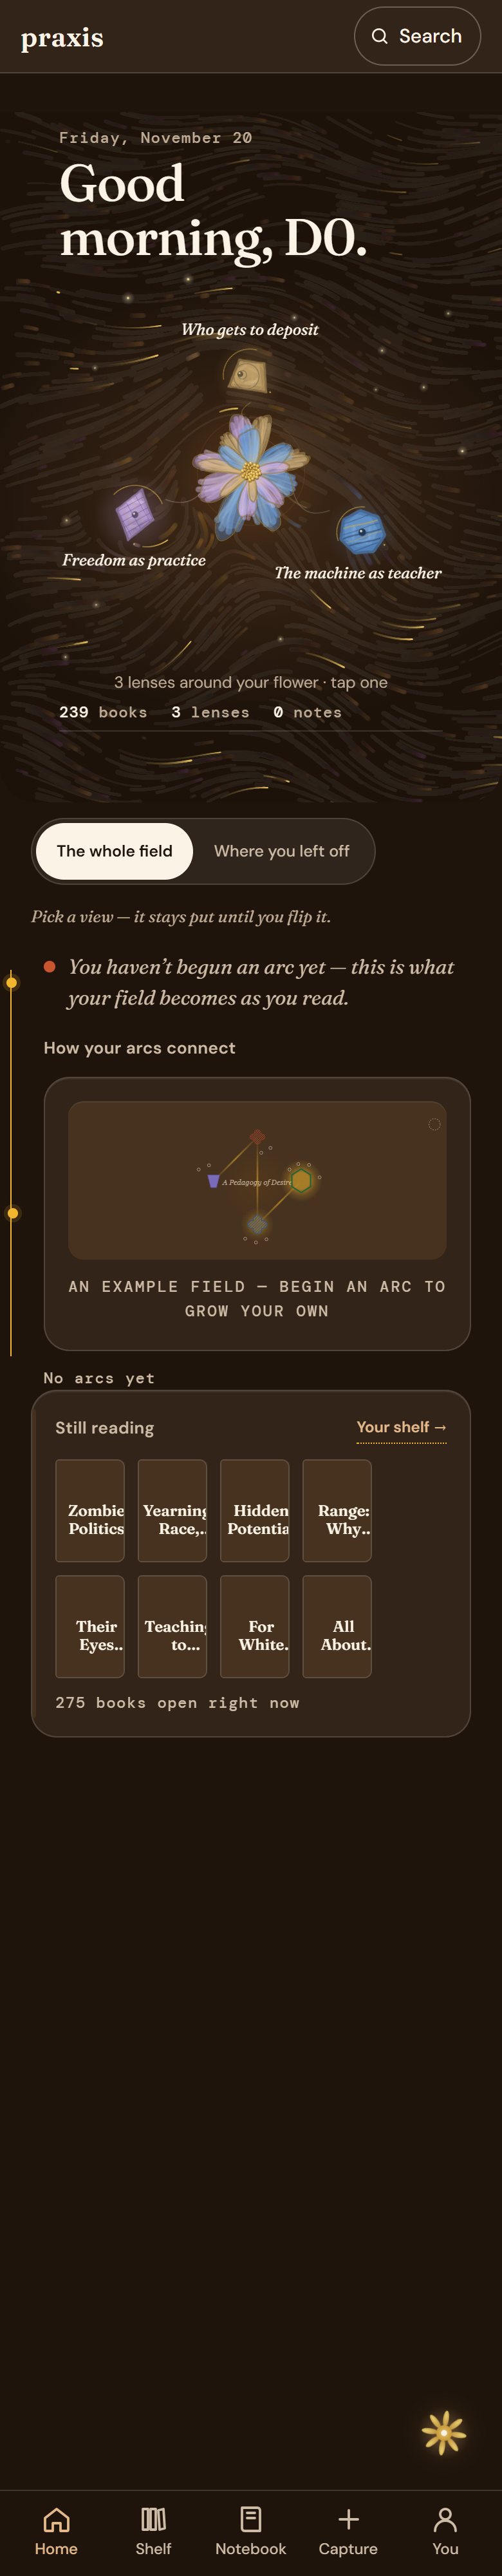 praxis
Search
Friday, November 20
Good
morning, D0.
Who gets to deposit
Freedom as practice
The machine as teacher
3 lenses around your flower · tap one
239 books 3 lenses 0 notes
The whole field
Where you left off
Pick a view — it stays put until you flip it.
You haven’t begun an arc yet — this is what
your field becomes as you read.
How your arcs connect
A Pedagogy of Desire
AN EXAMPLE FIELD — BEGIN AN ARC TO
GROW YOUR OWN
No arcs yet
Still reading
Your shelf →
Zombie
Politics
Yearning
Race,..
Hidden
Potentia
Range:
Why..
Their
Eyes..
Teaching
to...
For
White.
All
About.
275 books open right now
Home
Shelf
Notebook
Capture
You